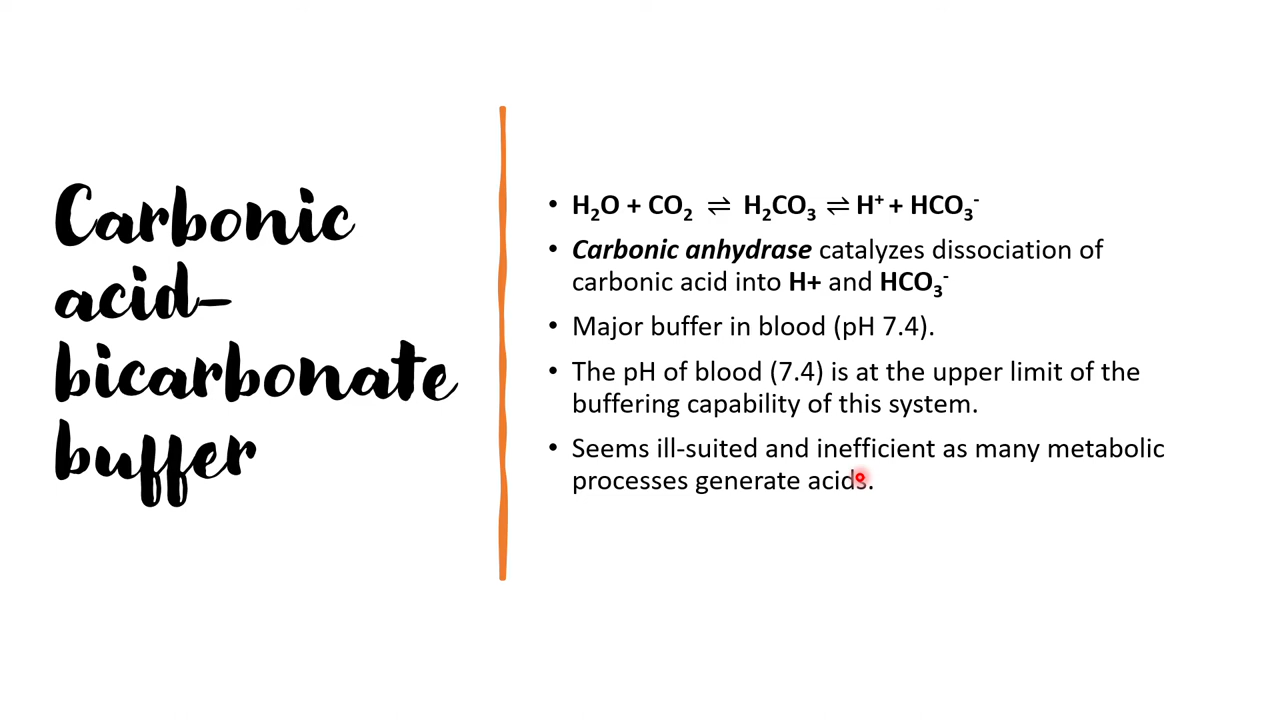 Carbonic
acid-
bicarbonate
buffer
• H₂O + CO₂ ⇌ H₂CO₃ ⇌ H⁺ + HCO₃⁻
• Carbonic anhydrase catalyzes dissociation of
carbonic acid into H+ and HCO₃⁻
• Major buffer in blood (pH 7.4).
• The pH of blood (7.4) is at the upper limit of the
buffering capability of this system.
• Seems ill-suited and inefficient as many metabolic
processes generate acids.